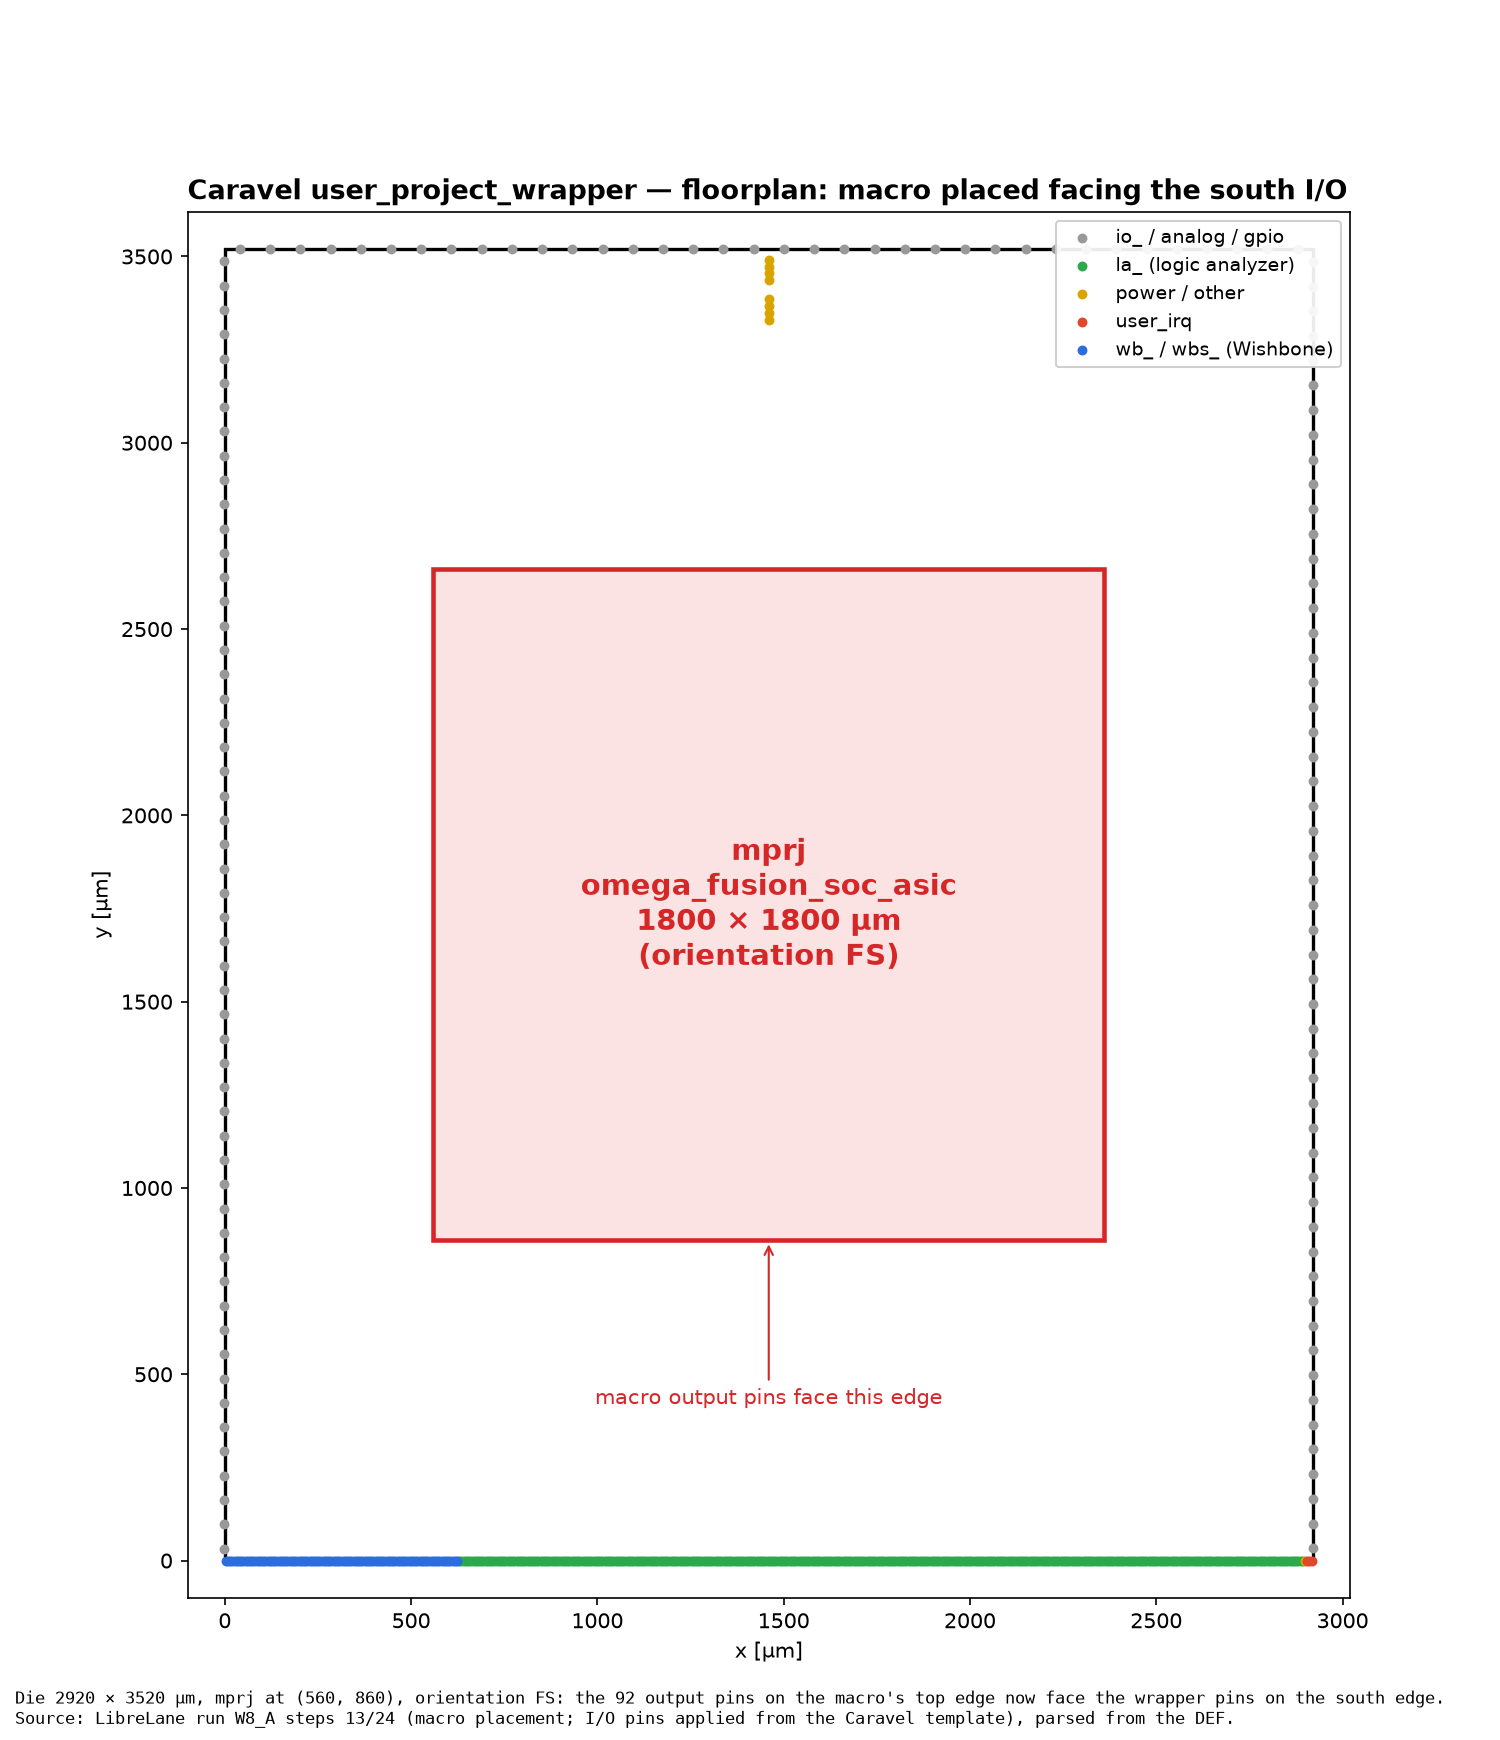 Caravel user_project_wrapper — floorplan: macro placed facing the south I/O
io_ / analog / gpio
la_ (logic analyzer)
power / other
user_irq
wb_ / wbs_ (Wishbone)
3500
3000
2500
2000
1500
1000
500
0
y [µm]
mprj
omega_fusion_soc_asic
1800 × 1800 µm
(orientation FS)
macro output pins face this edge
0
500
1000
1500
2000
2500
3000
x [µm]
Die 2920 × 3520 µm, mprj at (560, 860), orientation FS: the 92 output pins on the macro's top edge now face the wrapper pins on the south edge.
Source: LibreLane run W8_A steps 13/24 (macro placement; I/O pins applied from the Caravel template), parsed from the DEF.